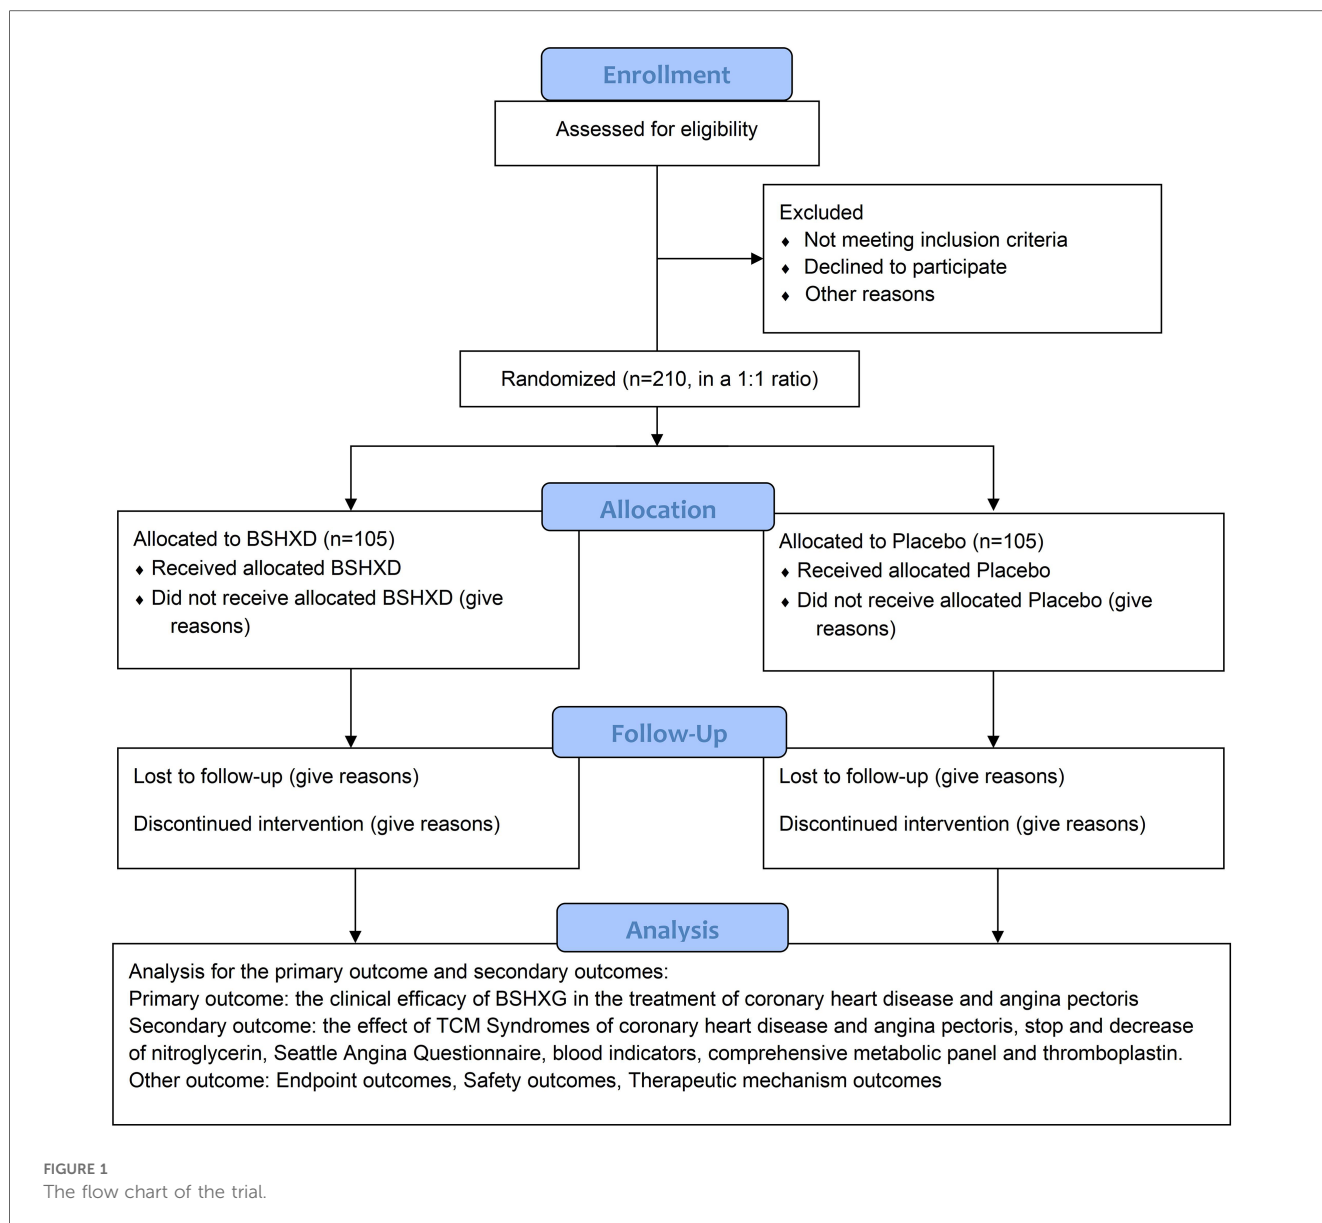 Enrollment
Assessed for eligibility
Excluded
♦ Not meeting inclusion criteria
♦ Declined to participate
♦ Other reasons
Randomized (n=210, in a 1:1 ratio)
Allocation
Allocated to BSHXD (n=105)
♦ Received allocated BSHXD
♦ Did not receive allocated BSHXD (give
reasons)
Allocated to Placebo (n=105)
♦ Received allocated Placebo
♦ Did not receive allocated Placebo (give
reasons)
Follow-Up
Lost to follow-up (give reasons)
Discontinued intervention (give reasons)
Lost to follow-up (give reasons)
Discontinued intervention (give reasons)
Analysis
Analysis for the primary outcome and secondary outcomes:
Primary outcome: the clinical efficacy of BSHXG in the treatment of coronary heart disease and angina pectoris
Secondary outcome: the effect of TCM Syndromes of coronary heart disease and angina pectoris, stop and decrease
of nitroglycerin, Seattle Angina Questionnaire, blood indicators, comprehensive metabolic panel and thromboplastin.
Other outcome: Endpoint outcomes, Safety outcomes, Therapeutic mechanism outcomes
FIGURE 1
The flow chart of the trial.